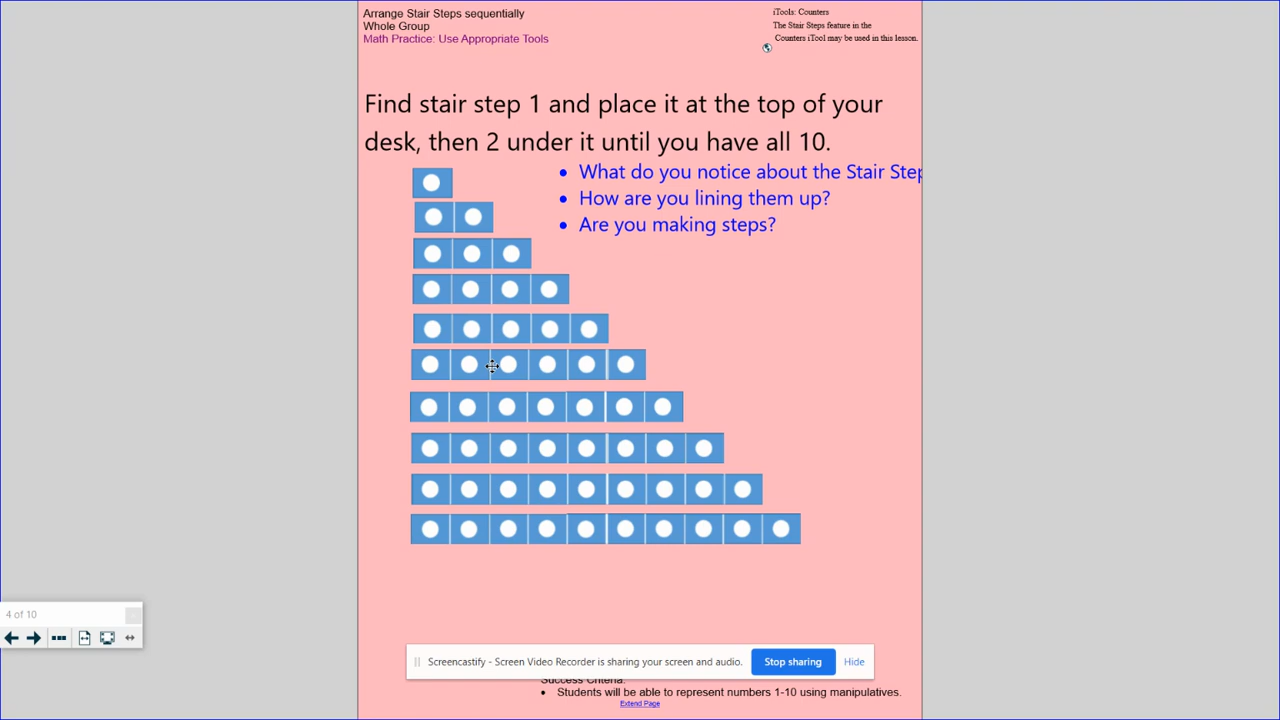 Arrange Stair Steps sequentially
Whole Group
Math Practice: Use Appropriate Tools
iTools: Counters
The Stair Steps feature in the
Counters iTool may be used in this lesson.
Find stair step 1 and place it at the top of your
desk, then 2 under it until you have all 10.
• What do you notice about the Stair Step
• How are you lining them up?
• Are you making steps?
4 of 10
Screencastify - Screen Video Recorder is sharing your screen and audio.
Stop sharing
Hide
Success Criteria:
• Students will be able to represent numbers 1-10 using manipulatives.
Extend Page